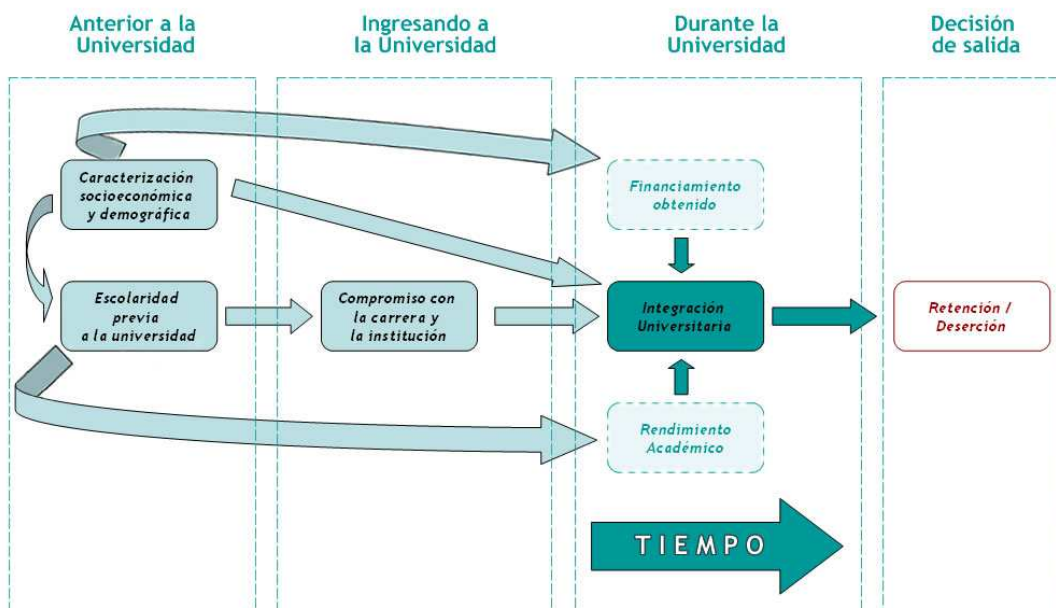 Anterior a la
Universidad
Ingresando a
la Universidad
Durante la
Universidad
Decisión
de salida
Caracterización
socioeconómica
y demográfica
Financiamiento
obtenido
Escolaridad
previa
a la universidad
Compromiso con
la carrera y
la institución
Integración
Universitaria
Retención /
Deserción
Rendimiento
Académico
TIEMPO